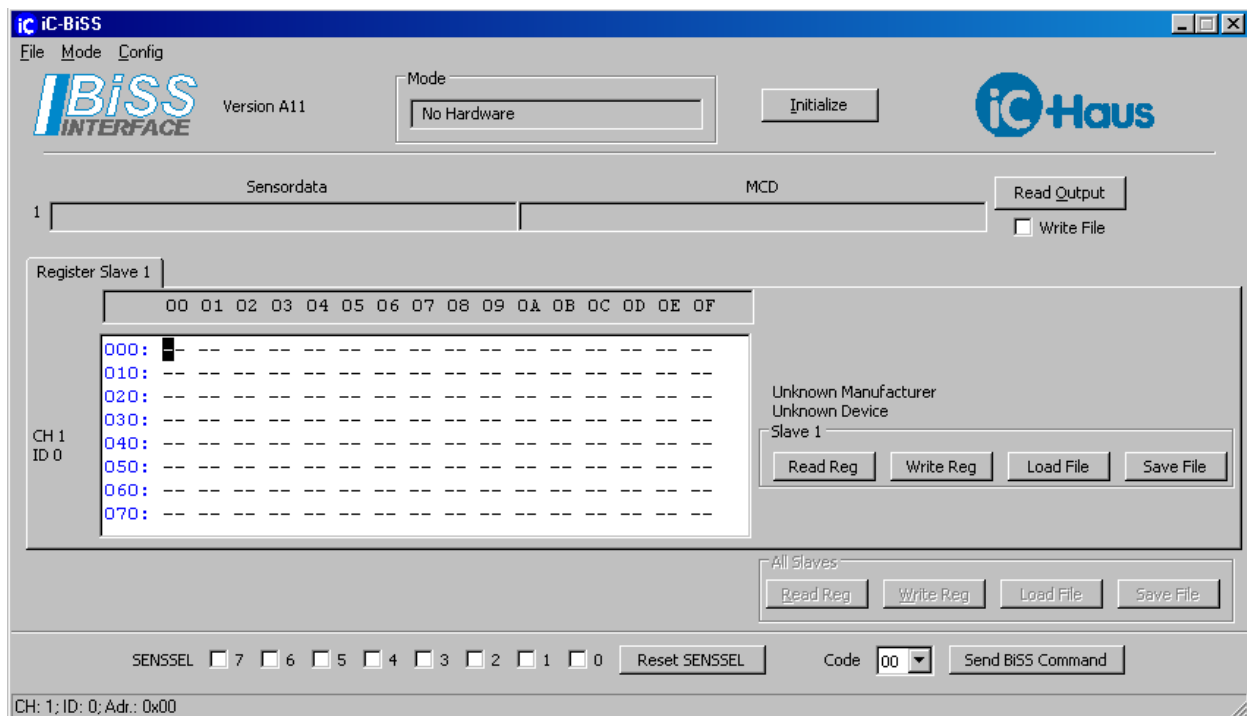 iC iC-BiSS
File Mode Config
BiSS
INTERFACE
Version A11
Mode
No Hardware
Initialize
iC Haus
Sensordata MCD
1
Read Output
Write File
Register Slave 1
00 01 02 03 04 05 06 07 08 09 0A 0B 0C 0D 0E 0F
000: -- -- -- -- -- -- -- -- -- -- -- -- -- -- -- --
010: -- -- -- -- -- -- -- -- -- -- -- -- -- -- -- --
020: -- -- -- -- -- -- -- -- -- -- -- -- -- -- -- --
030: -- -- -- -- -- -- -- -- -- -- -- -- -- -- -- --
040: -- -- -- -- -- -- -- -- -- -- -- -- -- -- -- --
050: -- -- -- -- -- -- -- -- -- -- -- -- -- -- -- --
060: -- -- -- -- -- -- -- -- -- -- -- -- -- -- -- --
070: -- -- -- -- -- -- -- -- -- -- -- -- -- -- -- --
CH 1
ID 0
Unknown Manufacturer
Unknown Device
Slave 1
Read Reg Write Reg Load File Save File
All Slaves
Read Reg Write Reg Load File Save File
SENSSEL 7 6 5 4 3 2 1 0 Reset SENSSEL Code 00 Send BiSS Command
CH: 1; ID: 0; Adr.: 0x00